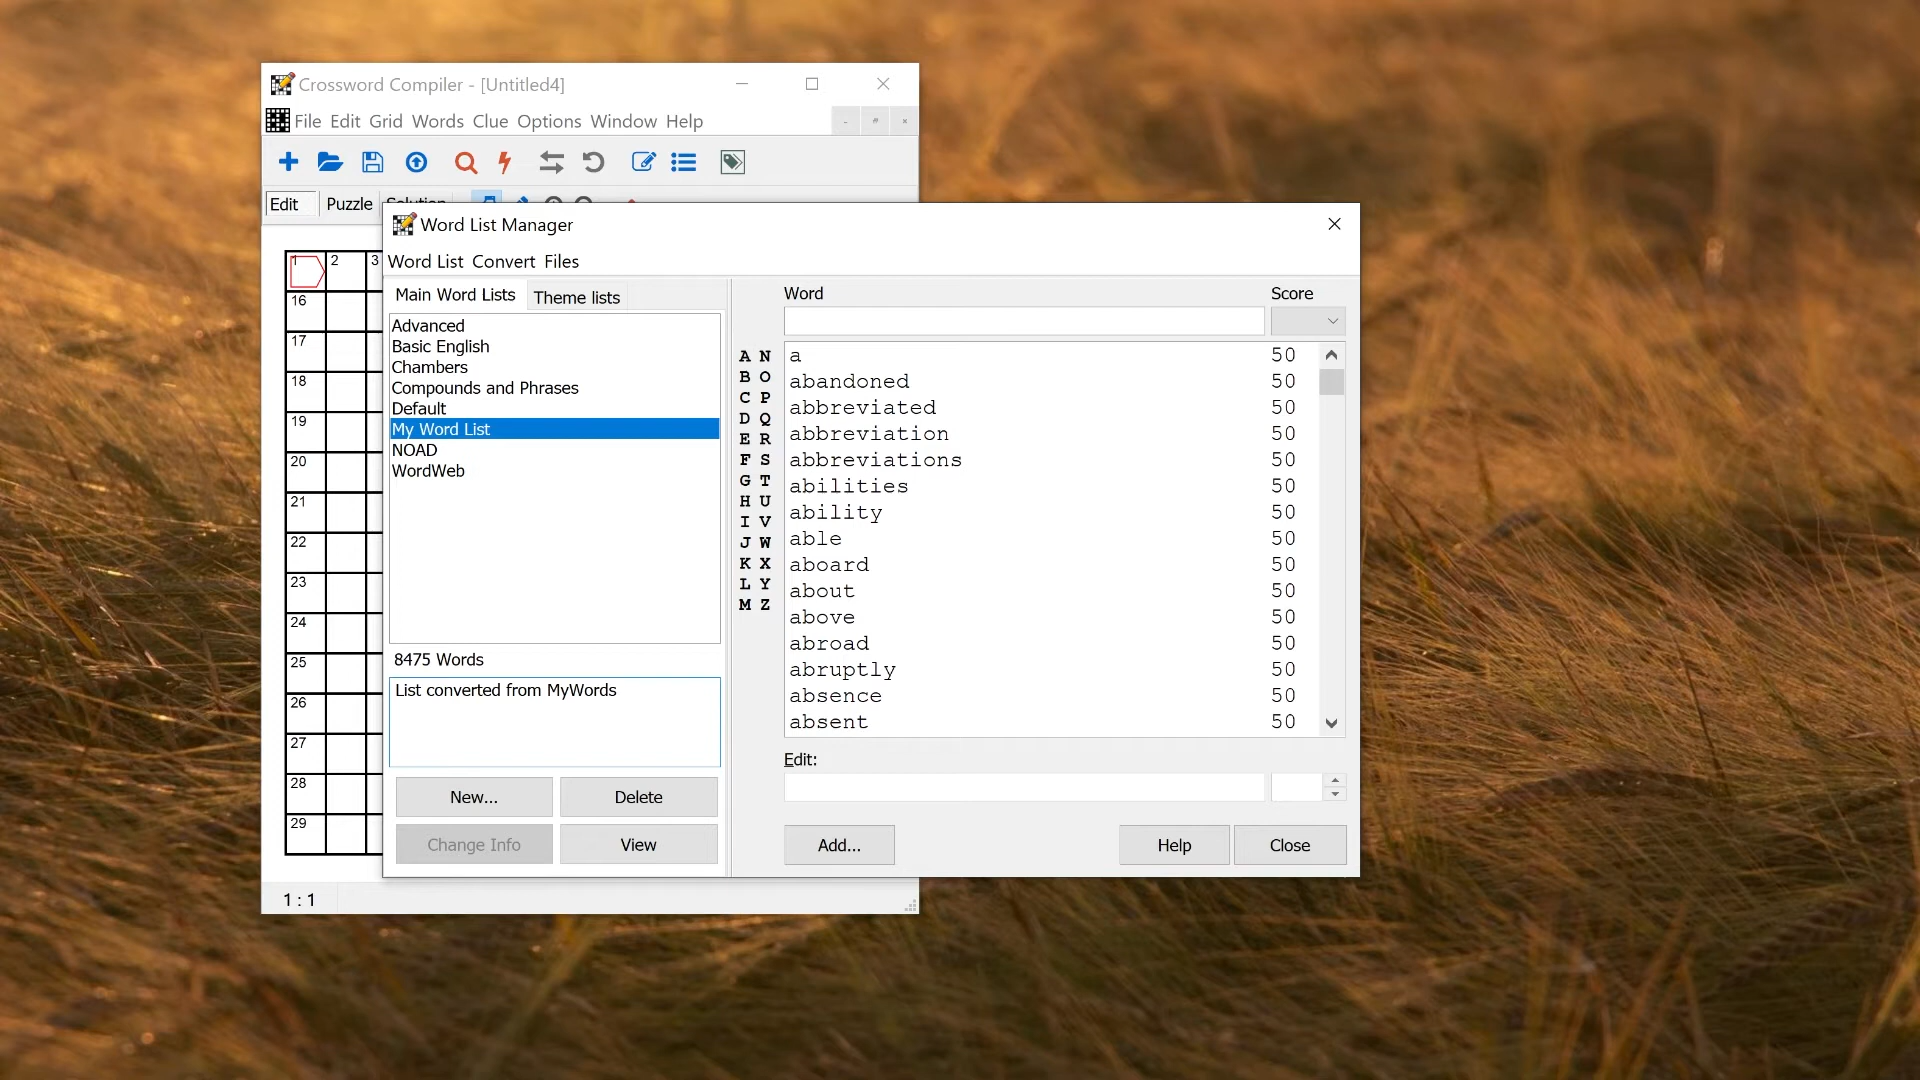 Crossword Compiler - [Untitled4]
File Edit Grid Words Clue Options Window Help
Edit Puzzle Solution
Word List Manager
Word List Convert Files
Main Word Lists Theme lists
Advanced
Basic English
Chambers
Compounds and Phrases
Default
My Word List
NOAD
WordWeb
8475 Words
List converted from MyWords
New... Delete
Change Info View
A N
B O
C P
D Q
E R
F S
G T
H U
I V
J W
K X
L Y
M Z
Word Score
a 50
abandoned 50
abbreviated 50
abbreviation 50
abbreviations 50
abilities 50
ability 50
able 50
aboard 50
about 50
above 50
abroad 50
abruptly 50
absence 50
absent 50
Edit:
Add... Help Close
1 2 3
16
17
18
19
20
21
22
23
24
25
26
27
28
29
1 : 1